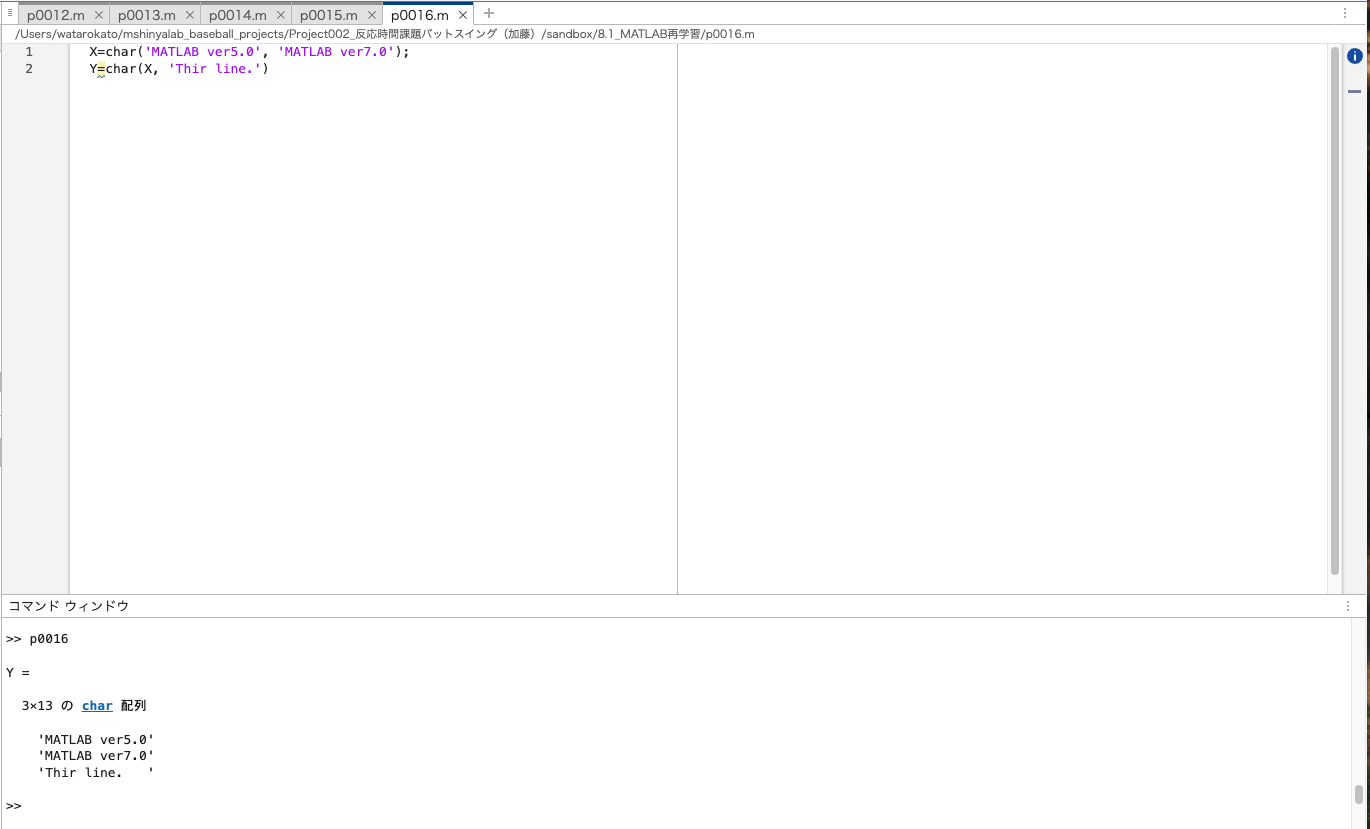 p0012.m × p0013.m × p0014.m × p0015.m × p0016.m × +
/Users/watarokato/mshinyalab_baseball_projects/Project002_反応時間課題バットスイング（加藤）/sandbox/8.1_MATLAB再学習/p0016.m
1 X=char('MATLAB ver5.0', 'MATLAB ver7.0');
2 Y=char(X, 'Thir line.')
コマンド ウィンドウ
>> p0016
Y =
3×13 の char 配列
'MATLAB ver5.0'
'MATLAB ver7.0'
'Thir line.   '
>>